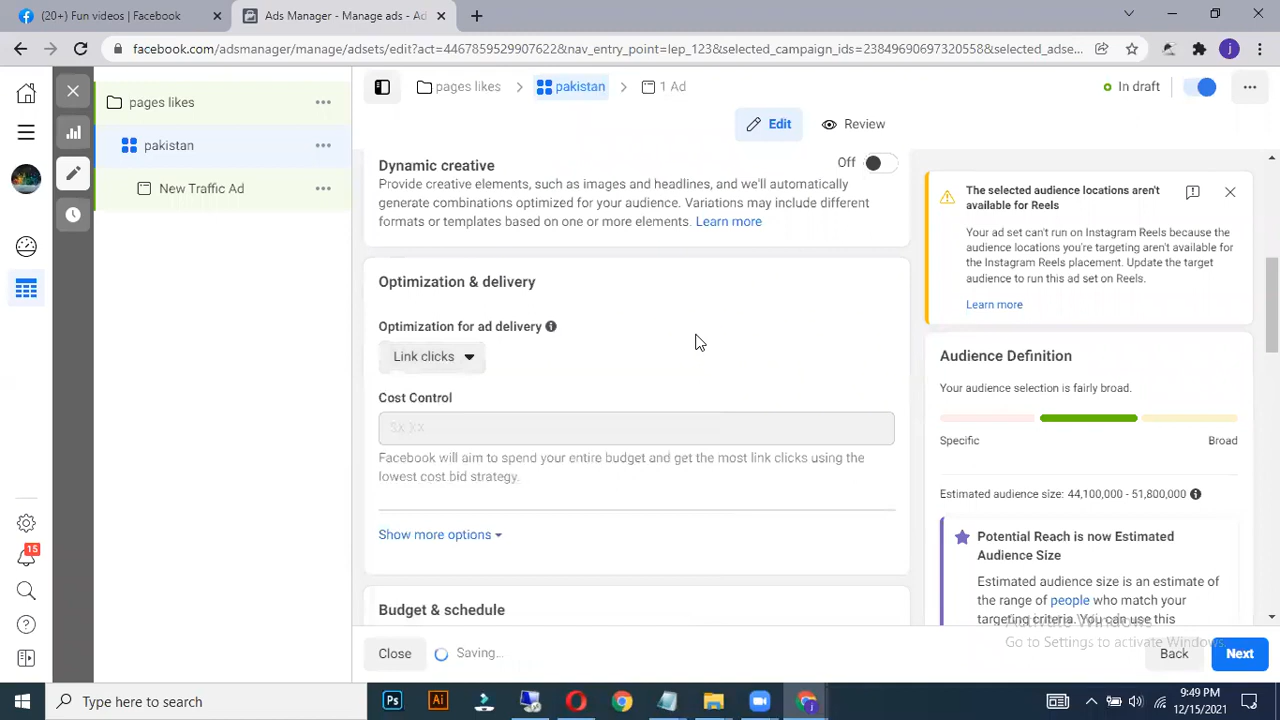 (20+) Fun videos | Facebook
Ads Manager - Manage ads - Ad
facebook.com/adsmanager/manage/adsets/edit?act=4467859529907622&nav_entry_point=lep_123&selected_campaign_ids=23849690697320558&selected_adse...
pages likes
pakistan
New Traffic Ad
pages likes
pakistan
1 Ad
In draft
Edit
Review
Dynamic creative
Off
Provide creative elements, such as images and headlines, and we'll automatically
generate combinations optimized for your audience. Variations may include different
formats or templates based on one or more elements. Learn more
Optimization & delivery
Optimization for ad delivery
Link clicks
Cost Control
$X.XX
Facebook will aim to spend your entire budget and get the most link clicks using the
lowest cost bid strategy.
Show more options
Budget & schedule
Close
Saving..
The selected audience locations aren't
available for Reels
Your ad set can't run on Instagram Reels because the
audience locations you're targeting aren't available for
the Instagram Reels placement. Update the target
audience to run this ad set on Reels.
Learn more
Audience Definition
Your audience selection is fairly broad.
Specific
Broad
Estimated audience size: 44,100,000 - 51,800,000
Potential Reach is now Estimated
Audience Size
Estimated audience size is an estimate of
the range of people who match your
targeting criteria. You can use this
Activate Windows
Go to Settings to activate Windows.
Back
Next
15
Type here to search
Ps
Ai
9:49 PM
12/15/2021